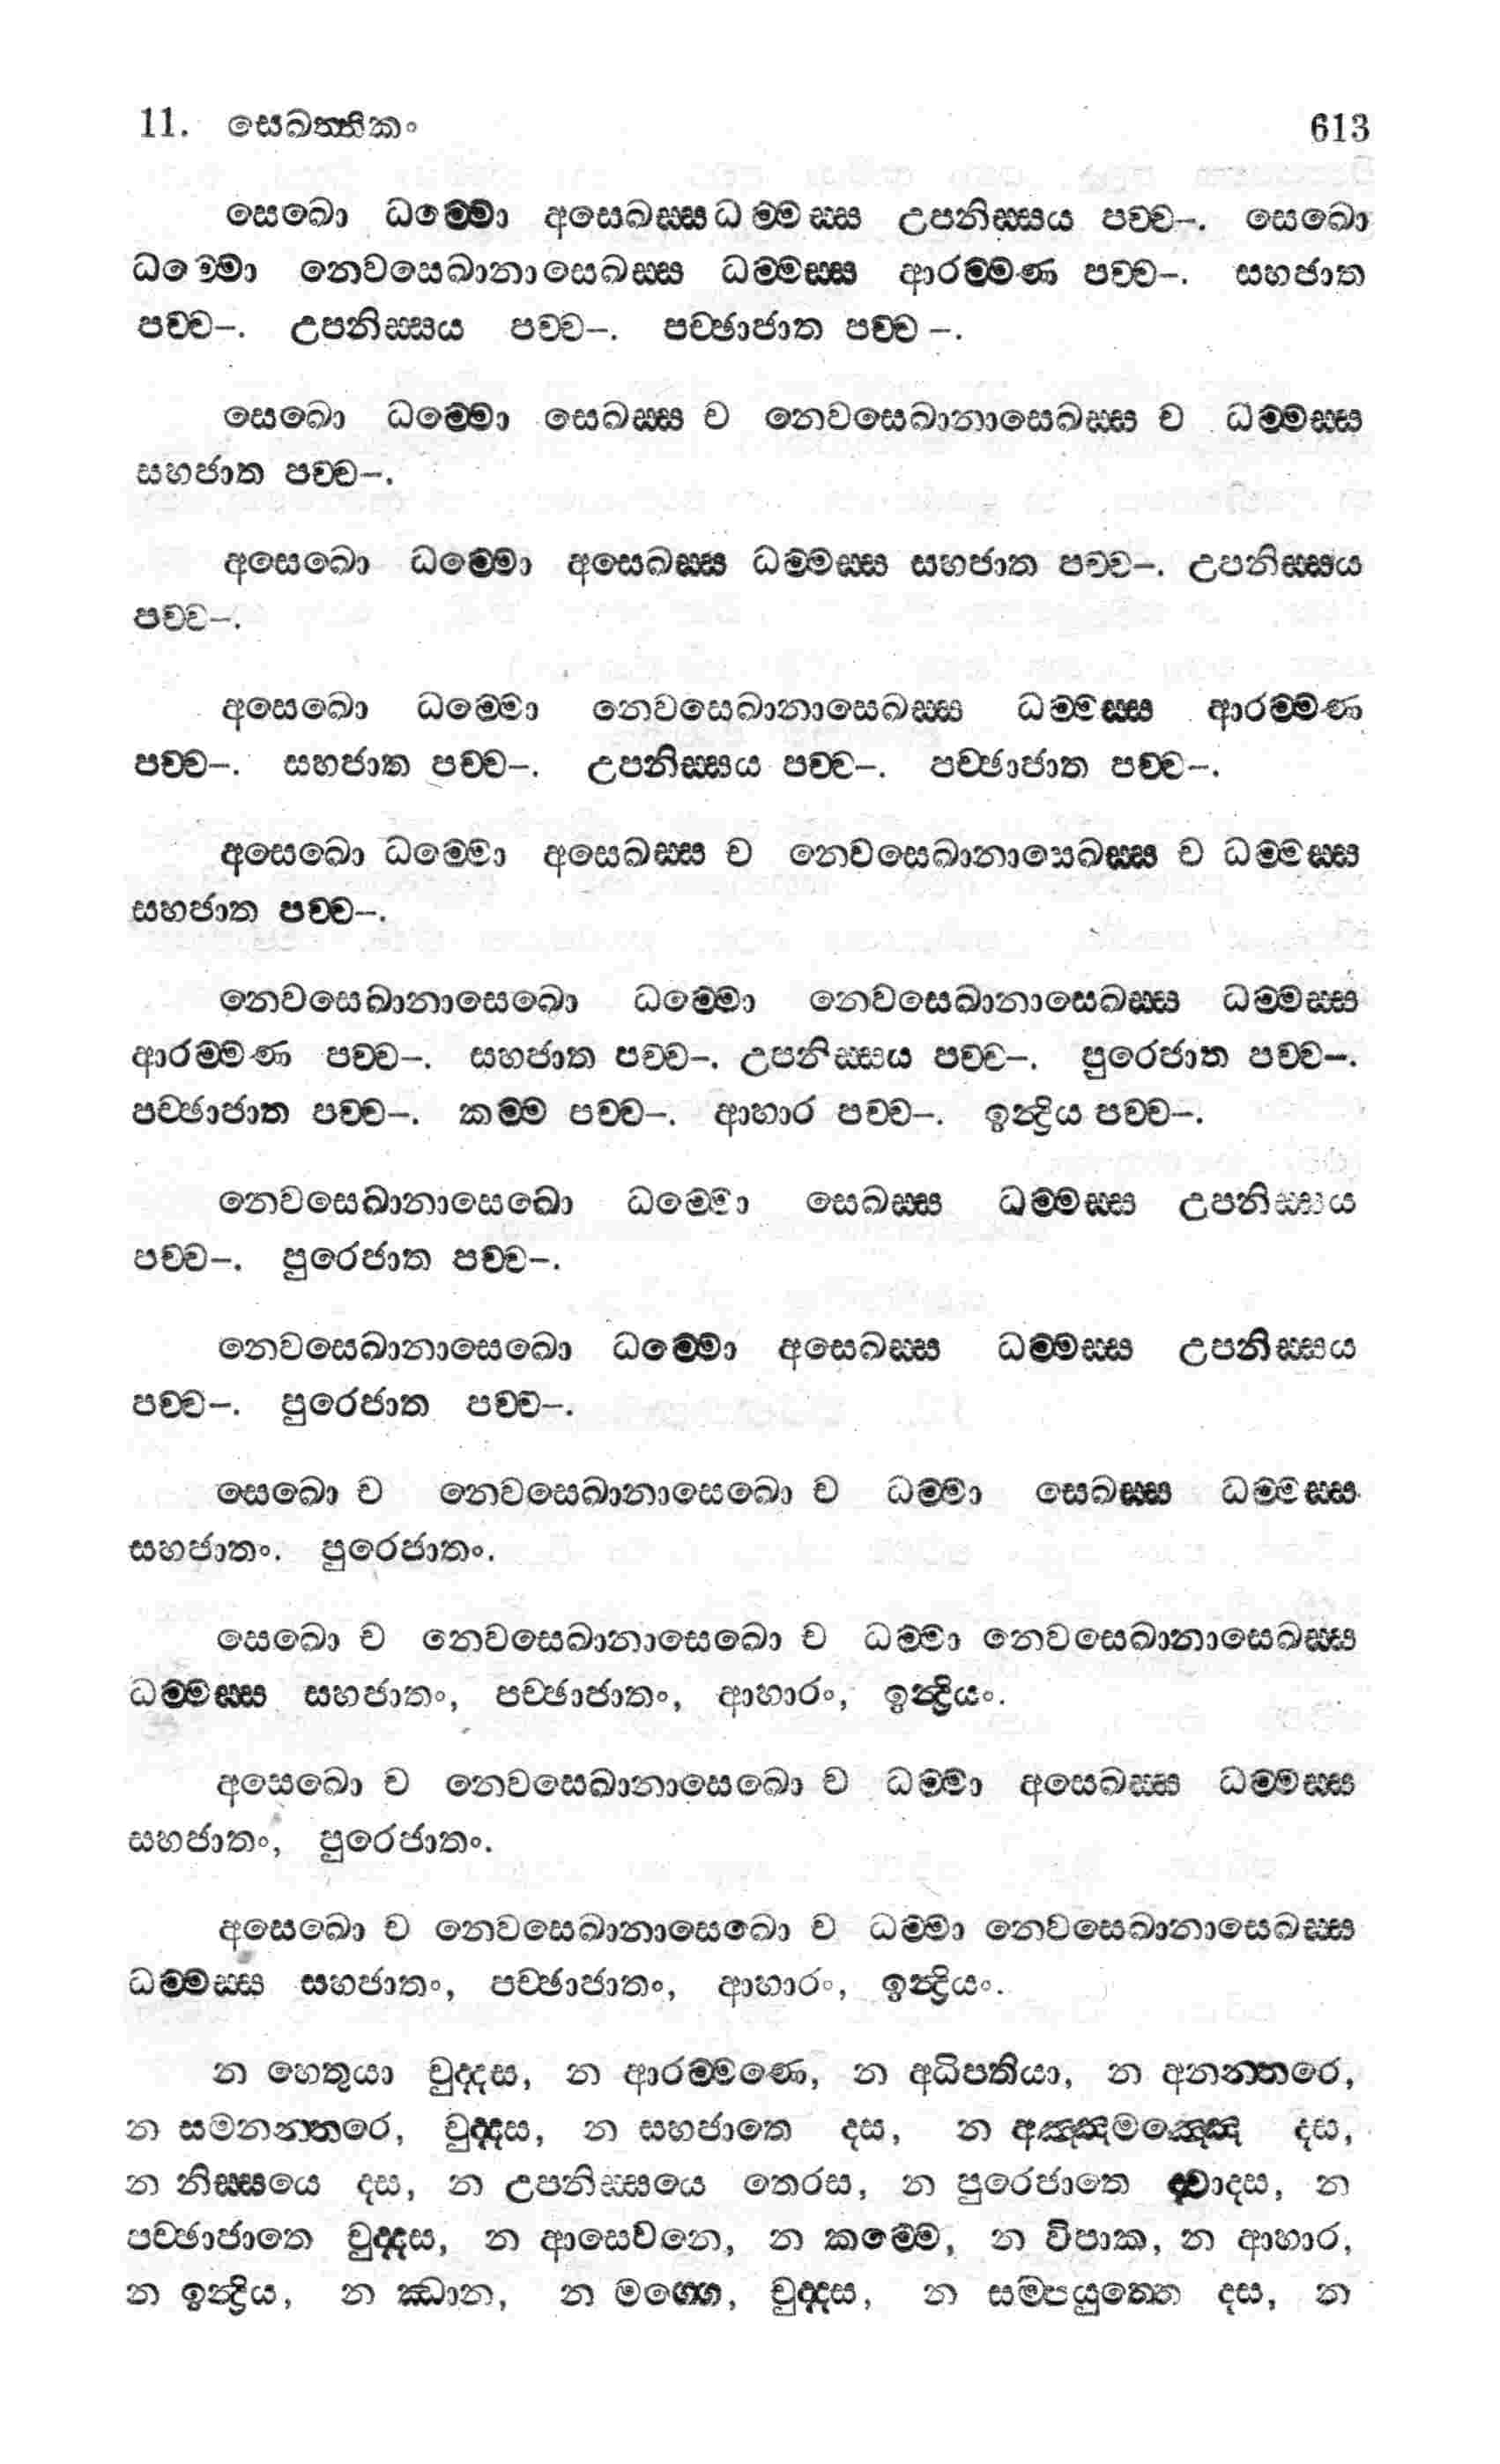 11. සෙඛත්තිකං 613
සෙඛො ධම්මො අසෙඛස්සධම්මස්ස උපනිස්සය පච්ච–. සෙඛො
ධම්මො නෙවසෙඛානාසෙඛස්ස ධම්මස්ස ආරම්මණ පච්ච–. සහජාත
පච්ච–. උපනිස්සය පච්ච–. පච්ඡාජාත පච්ච–.
සෙඛො ධම්මො සෙඛස්ස ච නෙවසෙඛානාසෙඛස්ස ච ධම්මස්ස
සහජාත පච්ච–.
අසෙඛො ධම්මො අසෙඛස්ස ධම්මස්ස සහජාත පච්ච–. උපනිස්සය
පච්ච–.
අසෙඛො ධම්මො නෙවසෙඛානාසෙඛස්ස ධම්මස්ස ආරම්මණ
පච්ච–. සහජාත පච්ච–. උපනිස්සය පච්ච–. පච්ඡාජාත පච්ච–.
අසෙඛො ධම්මො අසෙඛස්ස ච නෙවසෙඛානාසෙඛස්ස ච ධම්මස්ස
සහජාත පච්ච–.
නෙවසෙඛානාසෙඛො ධම්මො නෙවසෙඛානාසෙඛස්ස ධම්මස්ස
ආරම්මණ පච්ච–. සහජාත පච්ච–. උපනිස්සය පච්ච–. පුරෙජාත පච්ච–.
පච්ඡාජාත පච්ච–. කම්ම පච්ච–. ආහාර පච්ච–. ඉන්ද්‍රිය පච්ච–.
නෙවසෙඛානාසෙඛො ධම්මො සෙඛස්ස ධම්මස්ස උපනිස්සය
පච්ච–. පුරෙජාත පච්ච–.
නෙවසෙඛානාසෙඛො ධම්මො අසෙඛස්ස ධම්මස්ස උපනිස්සය
පච්ච–. පුරෙජාත පච්ච–.
සෙඛො ච නෙවසෙඛානාසෙඛො ච ධම්මා සෙඛස්ස ධම්මස්ස
සහජාතං. පුරෙජාතං.
සෙඛො ච නෙවසෙඛානාසෙඛො ච ධම්මා නෙවසෙඛානාසෙඛස්ස
ධම්මස්ස සහජාතං, පච්ඡාජාතං, ආහාරං, ඉන්ද්‍රියං.
අසෙඛො ච නෙවසෙඛානාසෙඛො ච ධම්මා අසෙඛස්ස ධම්මස්ස
සහජාතං, පුරෙජාතං.
අසෙඛො ච නෙවසෙඛානාසෙඛො ච ධම්මා නෙවසෙඛානාසෙඛස්ස
ධම්මස්ස සහජාතං, පච්ඡාජාතං, ආහාරං, ඉන්ද්‍රියං.
න හෙතුයා චුද්දස, න ආරම්මණෙ, න අධිපතියා, න අනන්තරෙ,
න සමනන්තරෙ, චුද්දස, න සහජාතෙ දස, න අඤ්ඤමඤ්ඤෙ දස,
න නිස්සයෙ දස, න උපනිස්සයෙ තෙරස, න පුරෙජාතෙ ද්වාදස, න
පච්ඡාජාතෙ චුද්දස, න ආසෙවනෙ, න කම්මෙ, න විපාක, න ආහාර,
න ඉන්ද්‍රිය, න ඣාන, න මග්ගෙ, චුද්දස, න සම්පයුත්තෙ දස, න